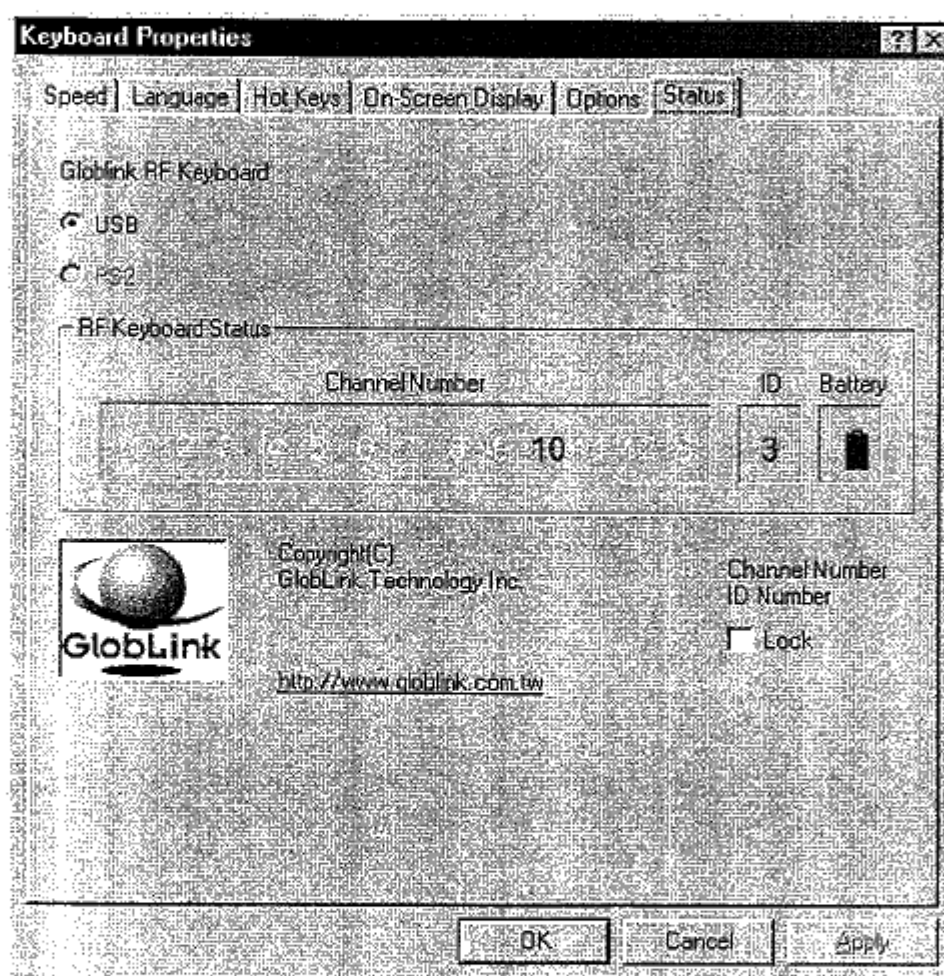 Keyboard Properties
Speed Language Hot Keys On-Screen Display Options Status
Globlink RF Keyboard
USB
PS2
RF Keyboard Status
Channel Number ID Battery
10 3
Copyright(C)
GlobLink Technology Inc.
Channel Number
ID Number
GlobLink
Lock
http://www.globlink.com.tw
OK Cancel Apply